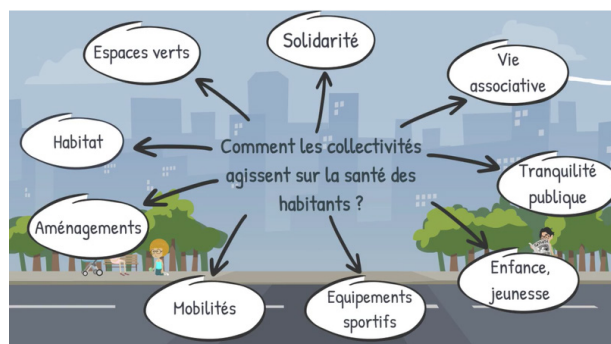 Solidarité
Espaces verts
Vie
associative
Habitat
Comment les collectivités
agissent sur la santé des
habitants ?
Tranquilité
publique
Aménagements
Enfance,
jeunesse
Mobilités
Equipements
sportifs